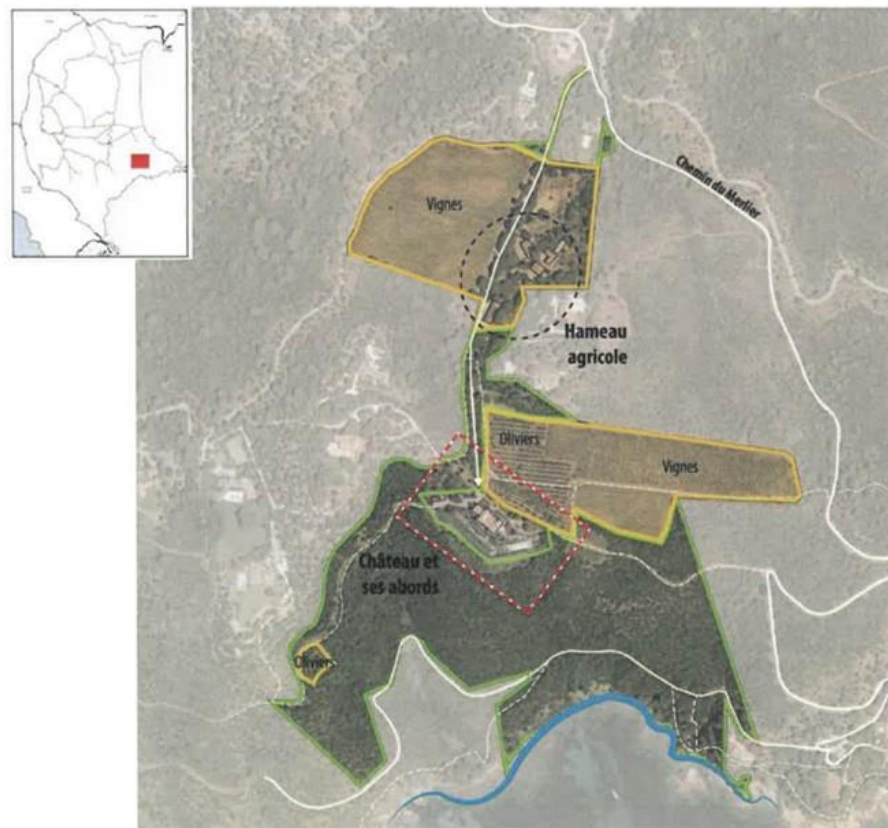 Vignes
Chemin du Merlier
Hameau
agricole
Oliviers
Vignes
Château et
ses abords
Oliviers